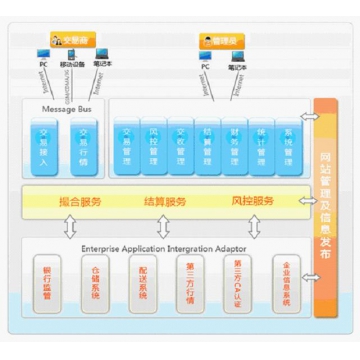 交易商
管理员
PC
移动设备
笔记本
PC
笔记本
Internet
GSM/CDMA/3G
Internet
Internet
Internet
Message Bus
交易接入
交易行情
交易管理
风控管理
交收管理
结算管理
财务管理
统计管理
系统管理
网站管理及信息发布
撮合服务
结算服务
风控服务
Enterprise Application Intergration Adaptor
银行监管
仓储系统
配送系统
第三方行情
第三方CA认证
企业信息系统